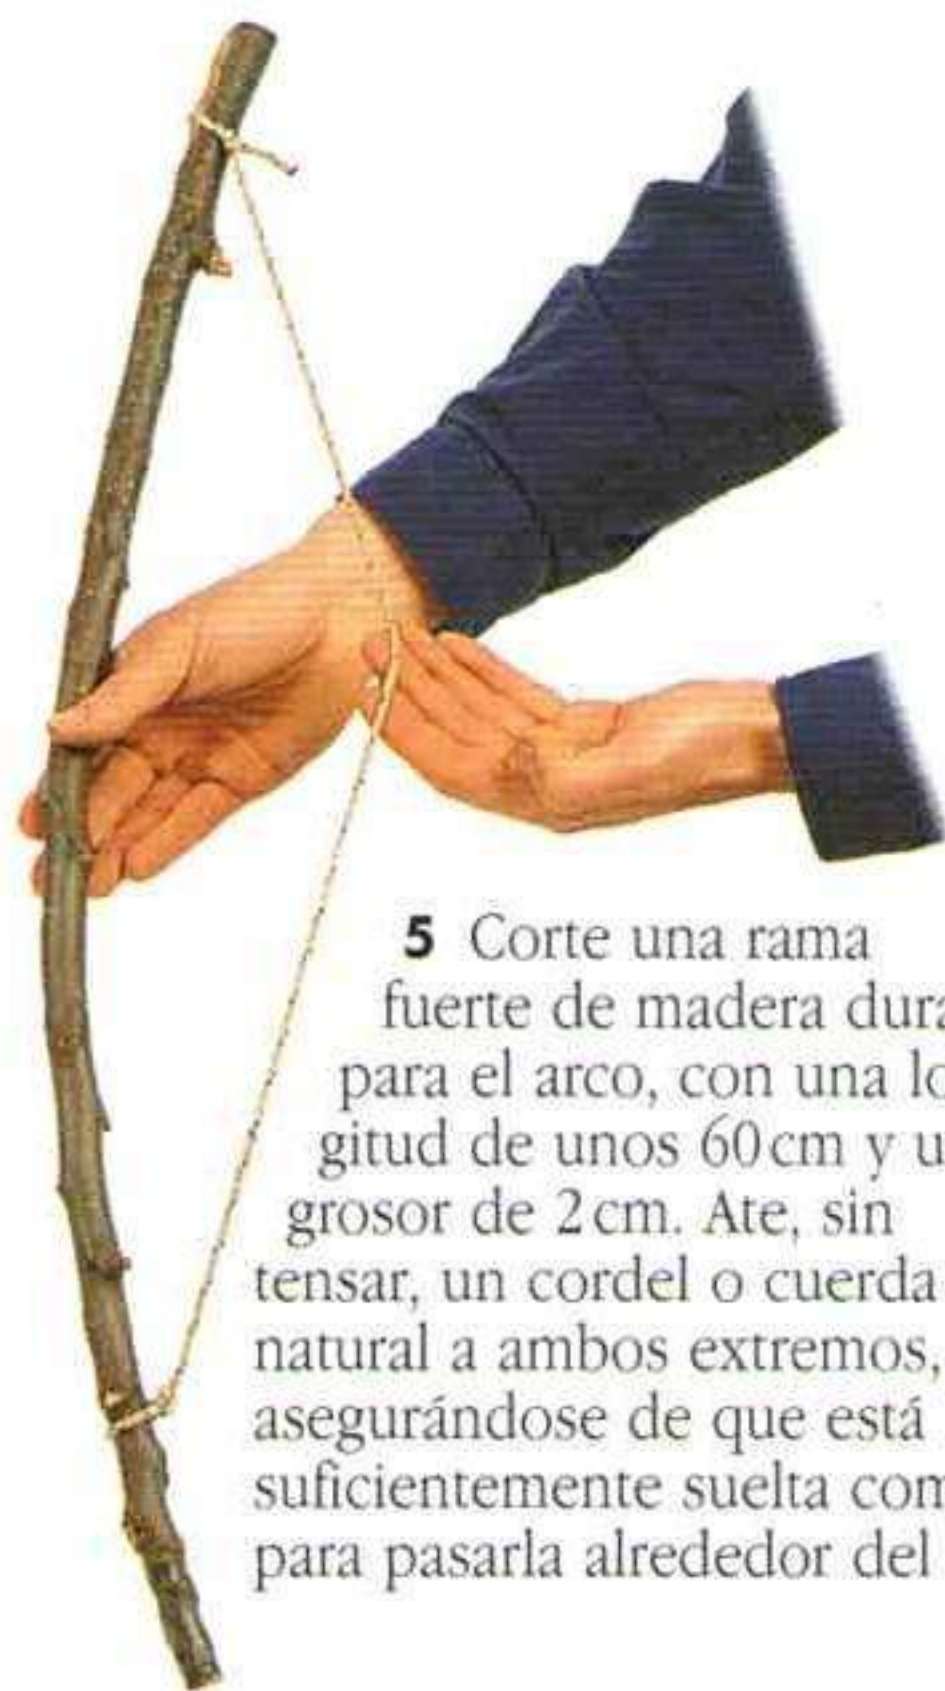 5 Corte una rama
fuerte de madera dura
para el arco, con una lo
gitud de unos 60 cm y u
grosor de 2 cm. Ate, sin
tensar, un cordel o cuerda
natural a ambos extremos,
asegurándose de que está
suficientemente suelta com
para pasarla alrededor del